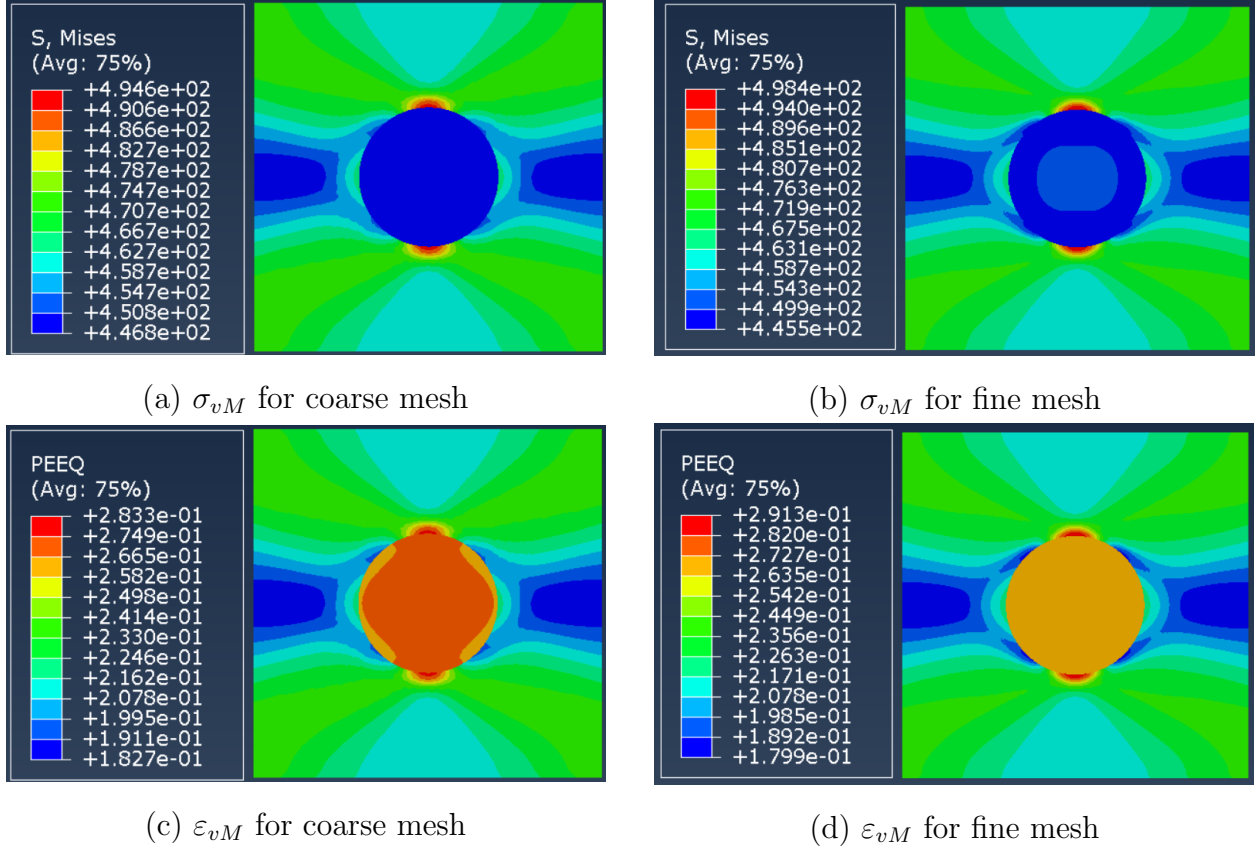 S, Mises
(Avg: 75%)
+4.946e+02
+4.906e+02
+4.866e+02
+4.827e+02
+4.787e+02
+4.747e+02
+4.707e+02
+4.667e+02
+4.627e+02
+4.587e+02
+4.547e+02
+4.508e+02
+4.468e+02
(a) σ_{vM} for coarse mesh
S, Mises
(Avg: 75%)
+4.984e+02
+4.940e+02
+4.896e+02
+4.851e+02
+4.807e+02
+4.763e+02
+4.719e+02
+4.675e+02
+4.631e+02
+4.587e+02
+4.543e+02
+4.499e+02
+4.455e+02
(b) σ_{vM} for fine mesh
PEEQ
(Avg: 75%)
+2.833e-01
+2.749e-01
+2.665e-01
+2.582e-01
+2.498e-01
+2.414e-01
+2.330e-01
+2.246e-01
+2.162e-01
+2.078e-01
+1.995e-01
+1.911e-01
+1.827e-01
(c) ε_{vM} for coarse mesh
PEEQ
(Avg: 75%)
+2.913e-01
+2.820e-01
+2.727e-01
+2.635e-01
+2.542e-01
+2.449e-01
+2.356e-01
+2.263e-01
+2.171e-01
+2.078e-01
+1.985e-01
+1.892e-01
+1.799e-01
(d) ε_{vM} for fine mesh